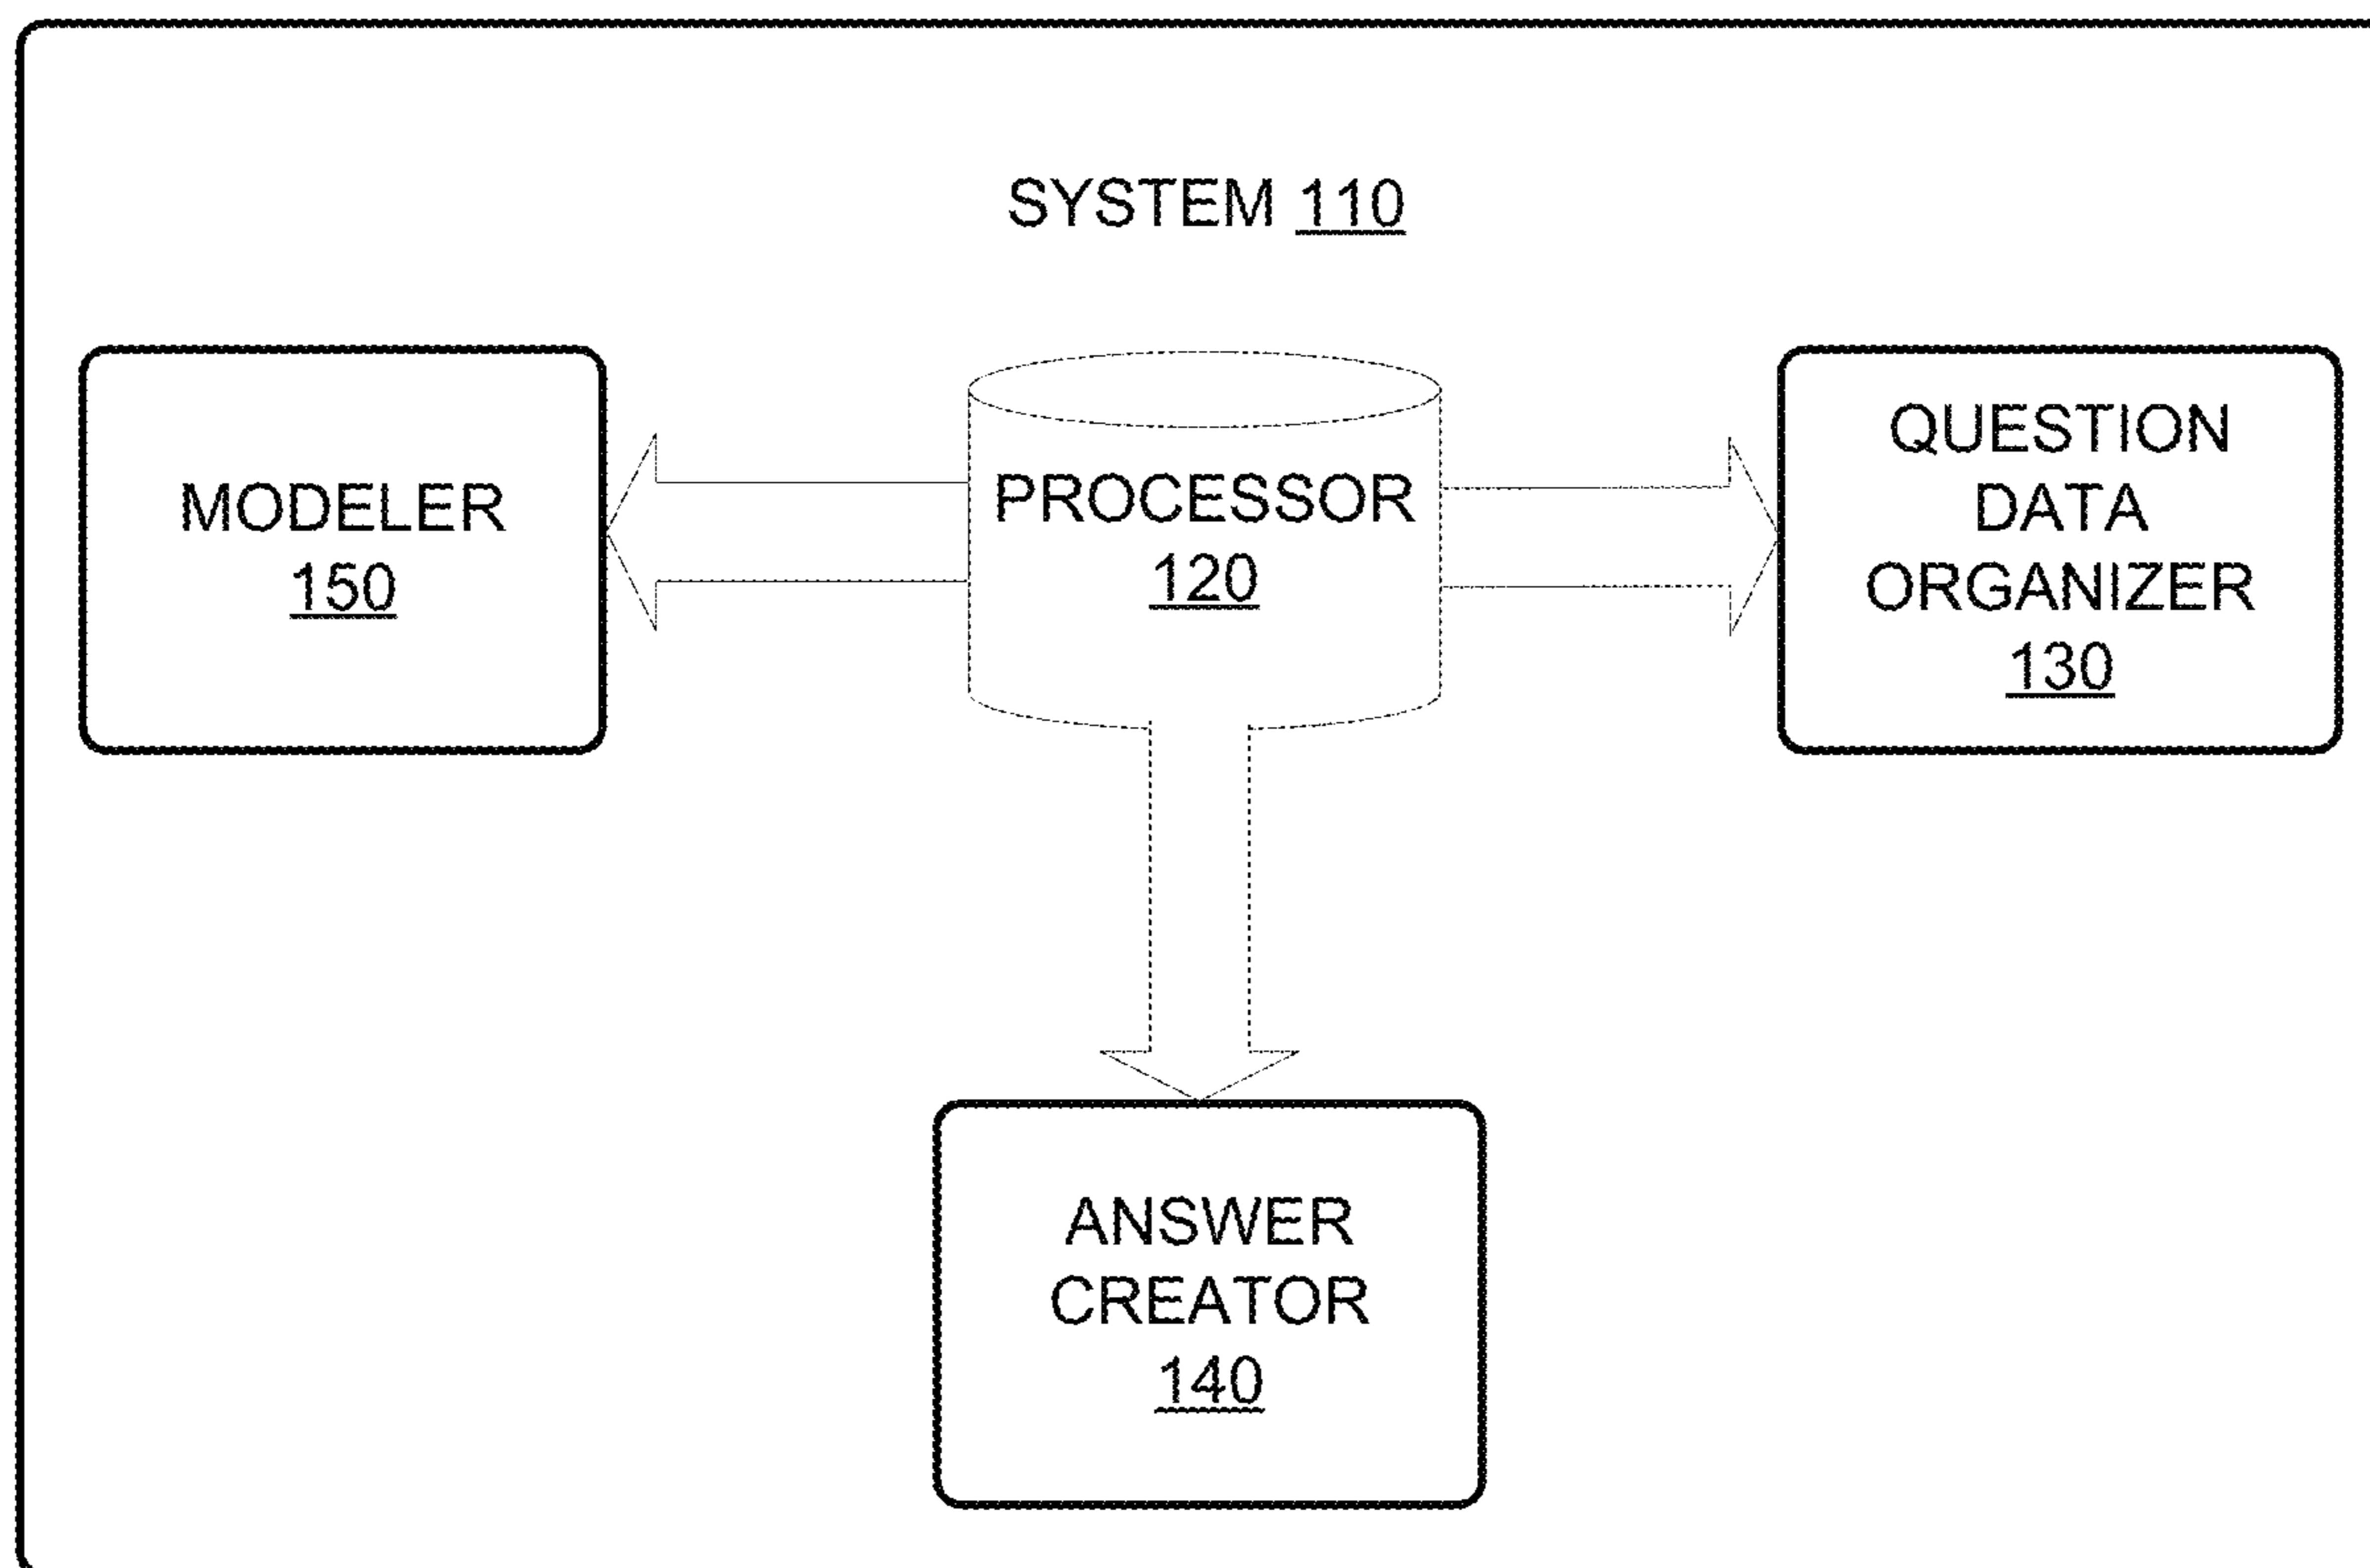 SYSTEM 110
MODELER
150
PROCESSOR
120
QUESTION
DATA
ORGANIZER
130
ANSWER
CREATOR
140